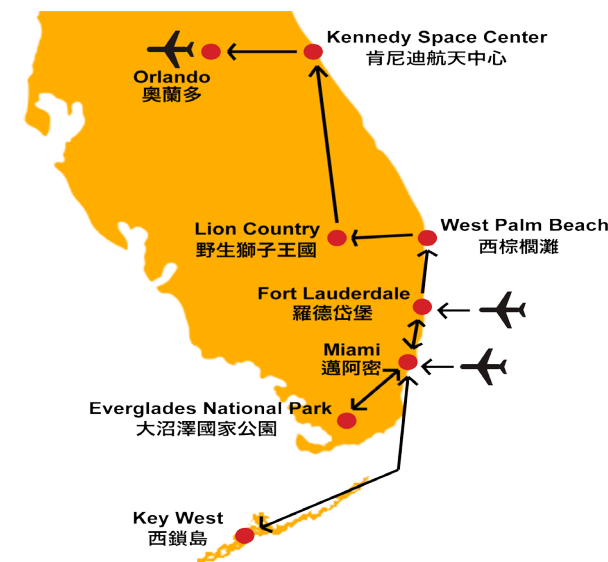 Kennedy Space Center
肯尼迪航天中心
Orlando
奧蘭多
Lion Country
野生獅子王國
West Palm Beach
西棕櫚灘
Fort Lauderdale
羅德岱堡
Miami
邁阿密
Everglades National Park
大沼澤國家公園
Key West
西鎖島